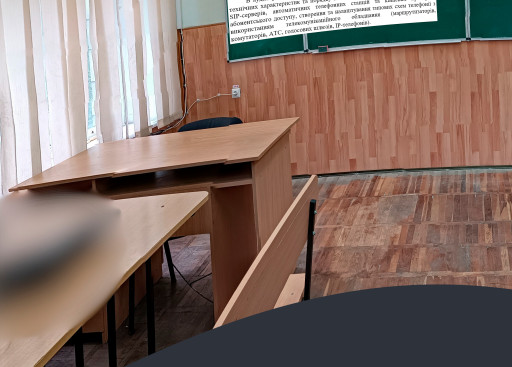 технічних характеристик та
SIP-серверів, автоматичних телефонних станцій та
абонентського доступу, створення та налаштування типових схем телефонії з
використанням телекомунікаційного обладнання (маршрутизаторів,
комутаторів, АТС, голосових шлюзів, IP-телефонів).